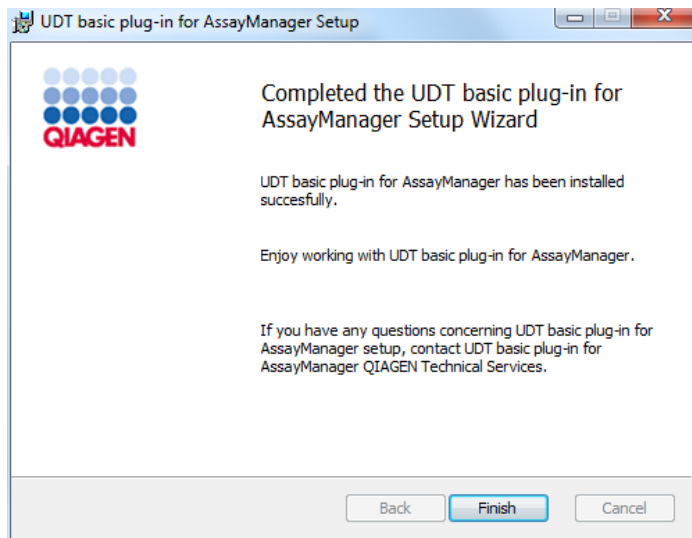 UDT basic plug-in for AssayManager Setup
QIAGEN
Completed the UDT basic plug-in for
AssayManager Setup Wizard
UDT basic plug-in for AssayManager has been installed
succesfully.
Enjoy working with UDT basic plug-in for AssayManager.
If you have any questions concerning UDT basic plug-in for
AssayManager setup, contact UDT basic plug-in for
AssayManager QIAGEN Technical Services.
Back Finish Cancel